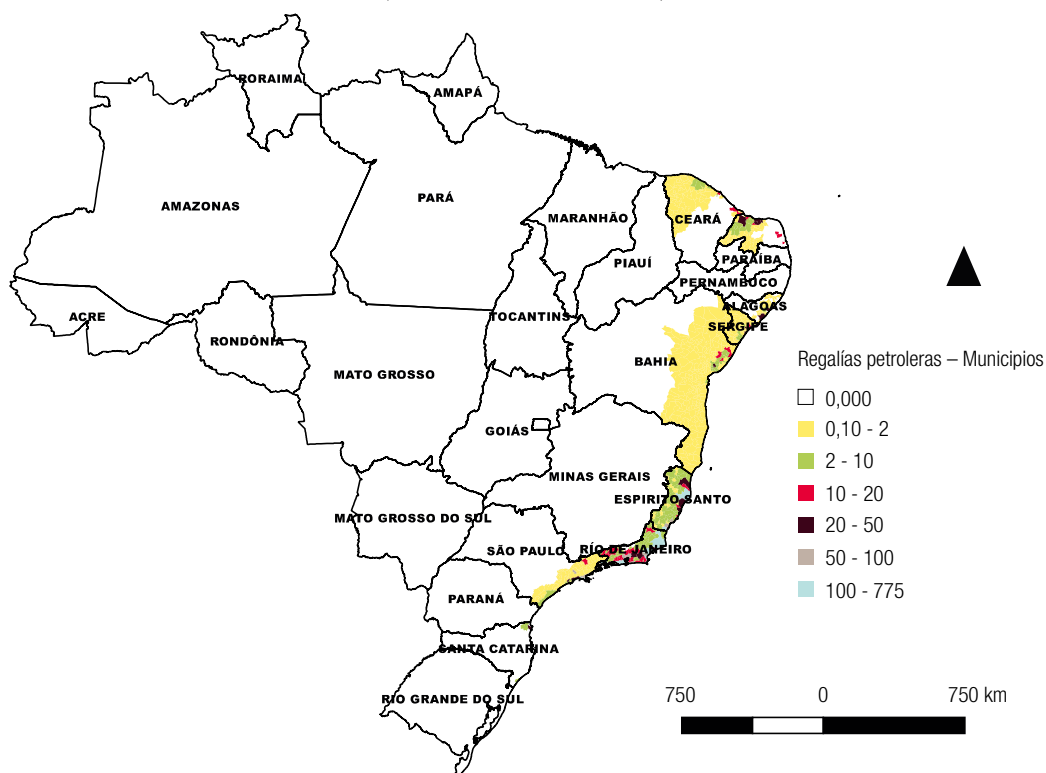 RORAIMA
AMAPÁ
AMAZONAS
PARÁ
MARANHÃO
CEARÁ
PIAUÍ
PARAÍBA
PERNAMBUCO
ALAGOAS
SERGIPE
ACRE
RONDÔNIA
TOCANTINS
BAHIA
MATO GROSSO
GOIÁS
MINAS GERAIS
ESPIRITO SANTO
MATO GROSSO DO SUL
SÃO PAULO
RÍO DE JANEIRO
PARANÁ
SANTA CATARINA
RIO GRANDE DO SUL
Regalías petroleras – Municipios
0,000
0,10 - 2
2 - 10
10 - 20
20 - 50
50 - 100
100 - 775
750 0 750 km